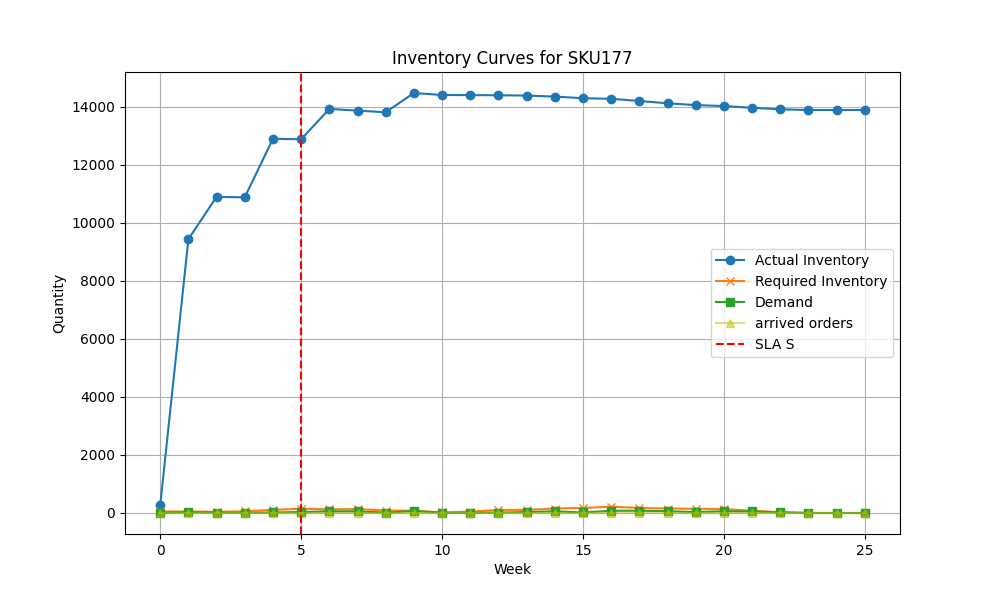 Inventory Curves for SKU177
Quantity
14000
12000
10000
8000
6000
4000
2000
0
Actual Inventory
Required Inventory
Demand
arrived orders
SLA S
0 5 10 15 20 25
Week